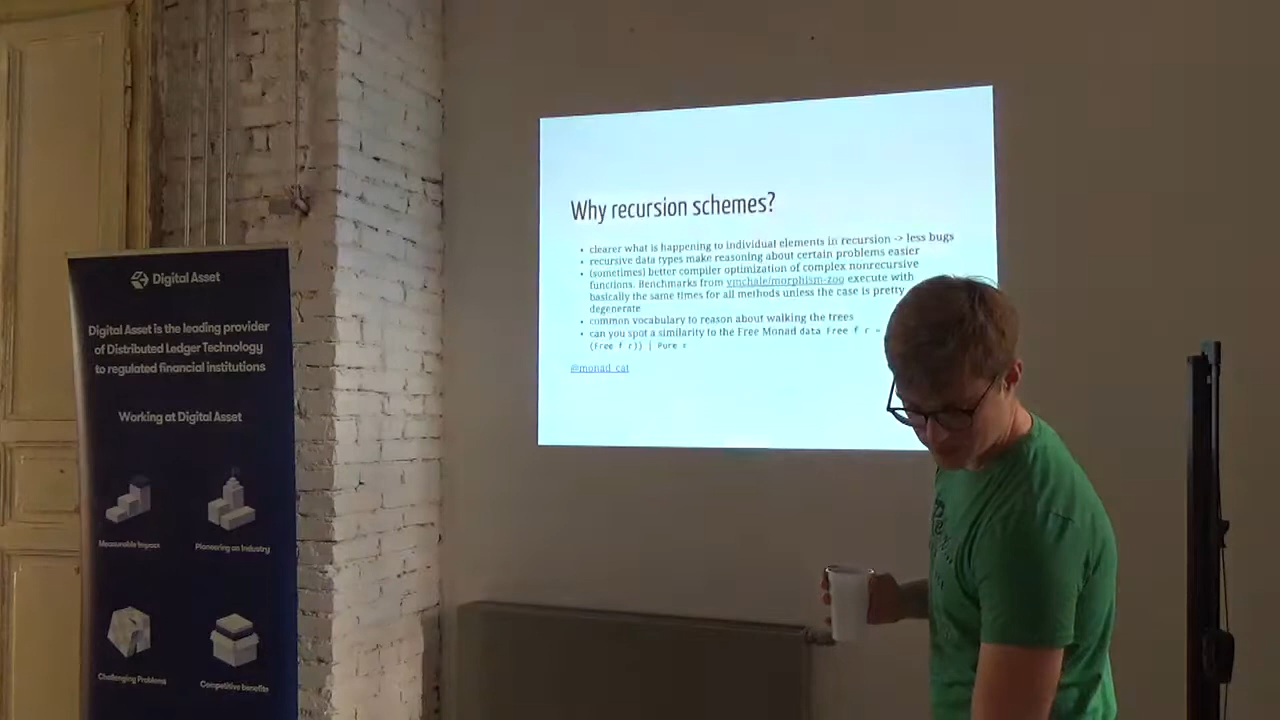 Digital Asset
Digital Asset is the leading provider
of Distributed Ledger Technology
to regulated financial institutions
Working at Digital Asset
Measurable Impact
Pioneering an Industry
Challenging Problems
Competitive benefits
Why recursion schemes?
clearer what is happening to individual elements in recursion -> less bugs
recursive data types make reasoning about certain problems easier
(sometimes) better compiler optimization of complex nonrecursive
functions. Benchmarks from vmchale/morphism-zoo execute with
basically the same times for all methods unless the case is pretty
degenerate
common vocabulary to reason about walking the trees
can you spot a similarity to the Free Monad data Free f r =
(Free f r)) | Pure r
@monad_cat